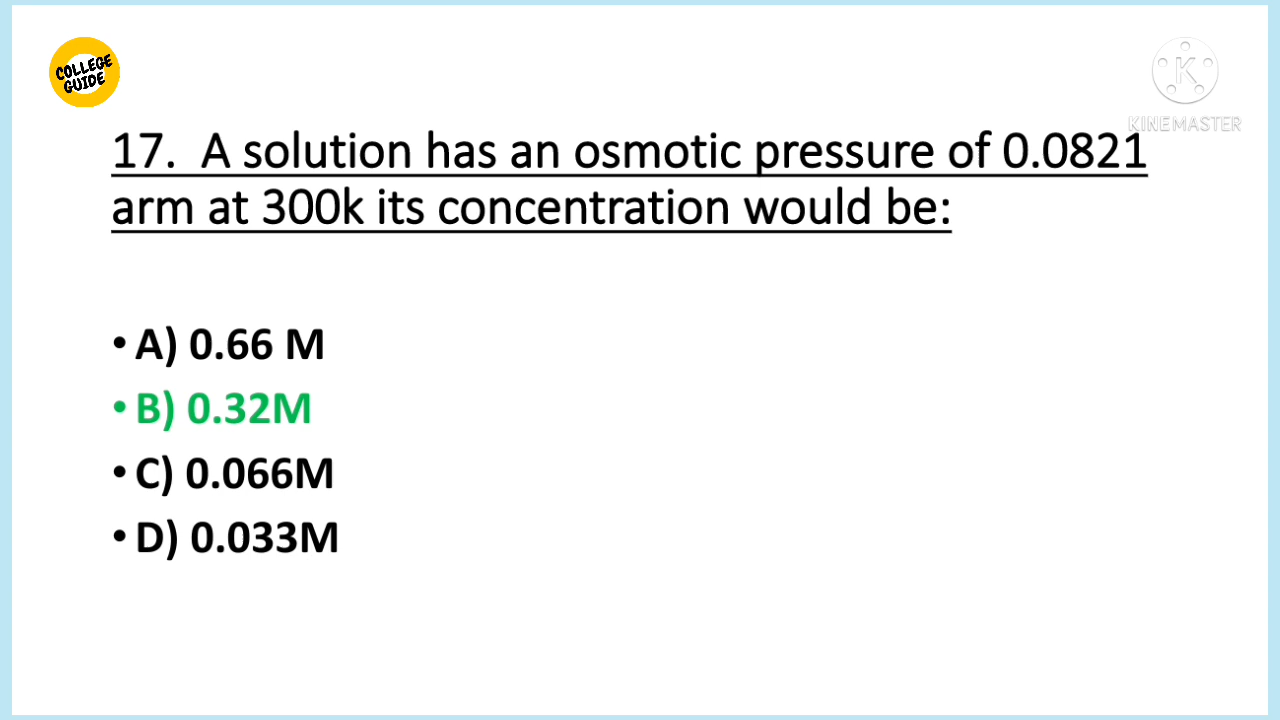 COLLEGE
GUIDE
K
KINEMASTER
17. A solution has an osmotic pressure of 0.0821
arm at 300k its concentration would be:
• A) 0.66 M
• B) 0.32M
• C) 0.066M
• D) 0.033M